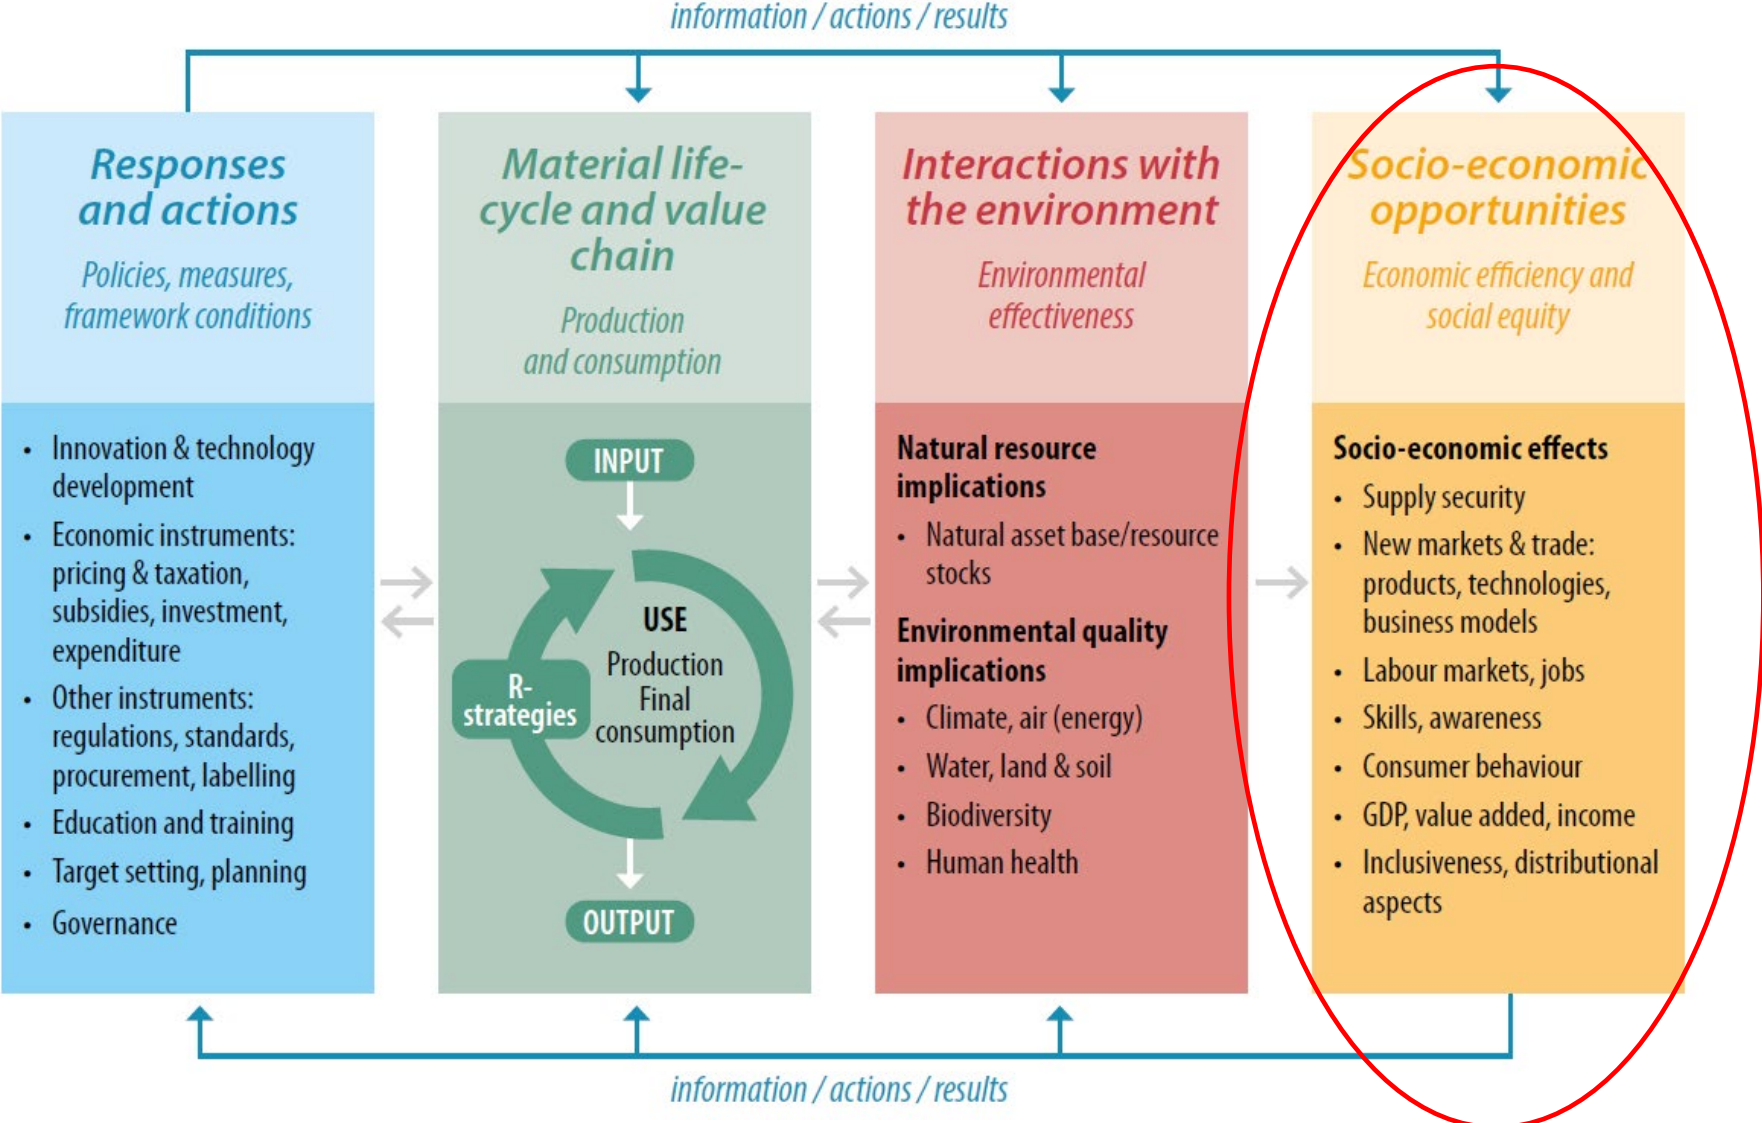 information / actions / results
Responses
and actions
Policies, measures,
framework conditions
• Innovation & technology
development
• Economic instruments:
pricing & taxation,
subsidies, investment,
expenditure
• Other instruments:
regulations, standards,
procurement, labelling
• Education and training
• Target setting, planning
• Governance
Material life-
cycle and value
chain
Production
and consumption
INPUT
USE
Production
Final
consumption
R-
strategies
OUTPUT
Interactions with
the environment
Environmental
effectiveness
Natural resource
implications
• Natural asset base/resource
stocks
Environmental quality
implications
• Climate, air (energy)
• Water, land & soil
• Biodiversity
• Human health
Socio-economic
opportunities
Economic efficiency and
social equity
Socio-economic effects
• Supply security
• New markets & trade:
products, technologies,
business models
• Labour markets, jobs
• Skills, awareness
• Consumer behaviour
• GDP, value added, income
• Inclusiveness, distributional
aspects
information / actions / results